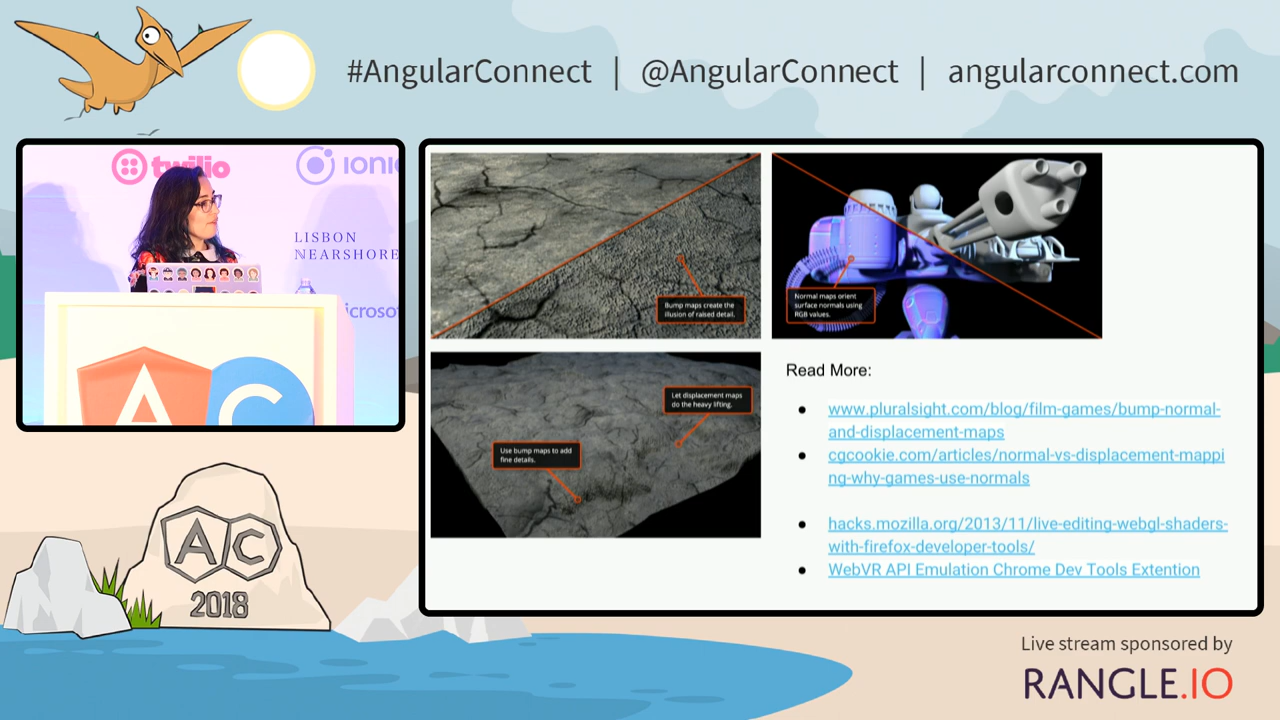 #AngularConnect | @AngularConnect | angularconnect.com
twilio
IONIC
LISBON
NEARSHORE
icrosof
Bump maps create the
illusion of raised detail.
Normal maps orient
surface normals using
RGB values.
Let displacement maps
do the heavy lifting.
Use bump maps to add
fine details.
Read More:
● www.pluralsight.com/blog/film-games/bump-normal-
and-displacement-maps
● cgcookie.com/articles/normal-vs-displacement-mappi
ng-why-games-use-normals
● hacks.mozilla.org/2013/11/live-editing-webgl-shaders-
with-firefox-developer-tools/
● WebVR API Emulation Chrome Dev Tools Extention
A C
AC
2018
Live stream sponsored by
RANGLE.IO